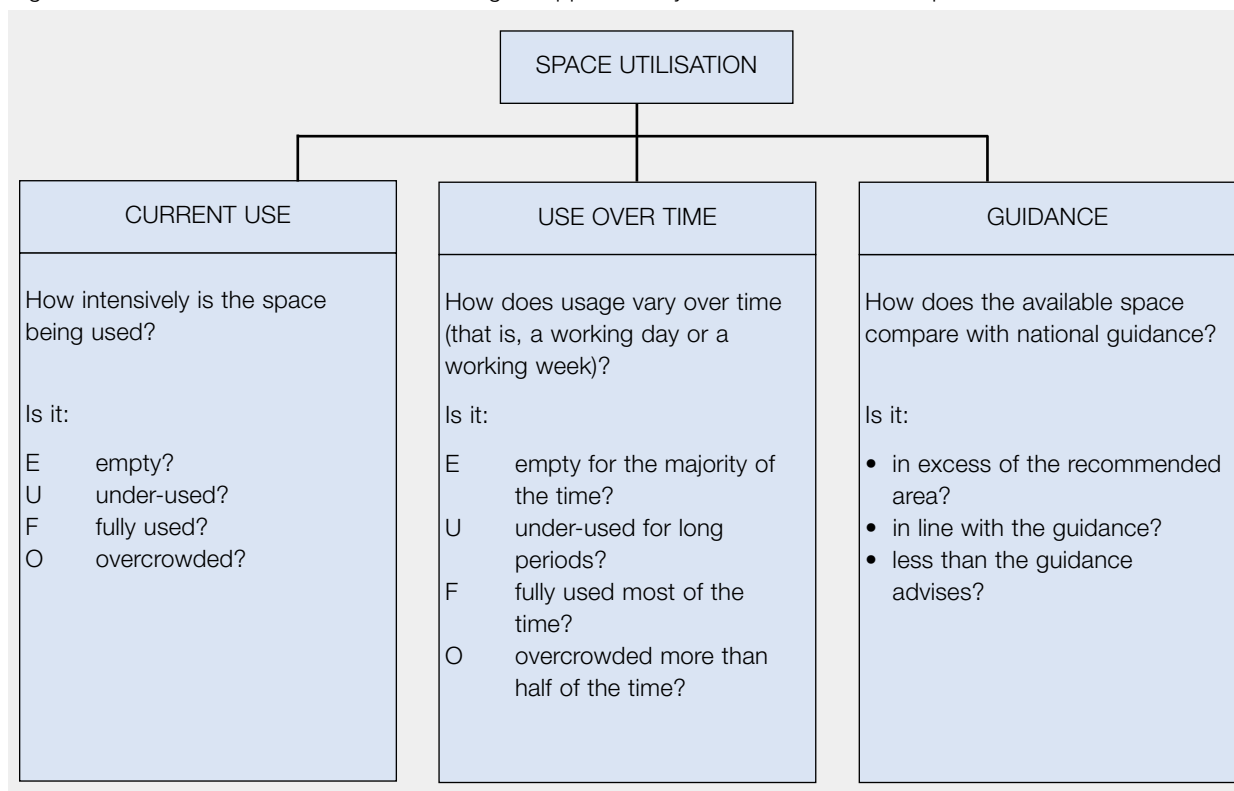 SPACE UTILISATION
CURRENT USE
How intensively is the space
being used?
Is it:
E empty?
U under-used?
F fully used?
O overcrowded?
USE OVER TIME
How does usage vary over time
(that is, a working day or a
working week)?
Is it:
E empty for the majority of
the time?
U under-used for long
periods?
F fully used most of the
time?
O overcrowded more than
half of the time?
GUIDANCE
How does the available space
compare with national guidance?
Is it:
• in excess of the recommended
area?
• in line with the guidance?
• less than the guidance
advises?